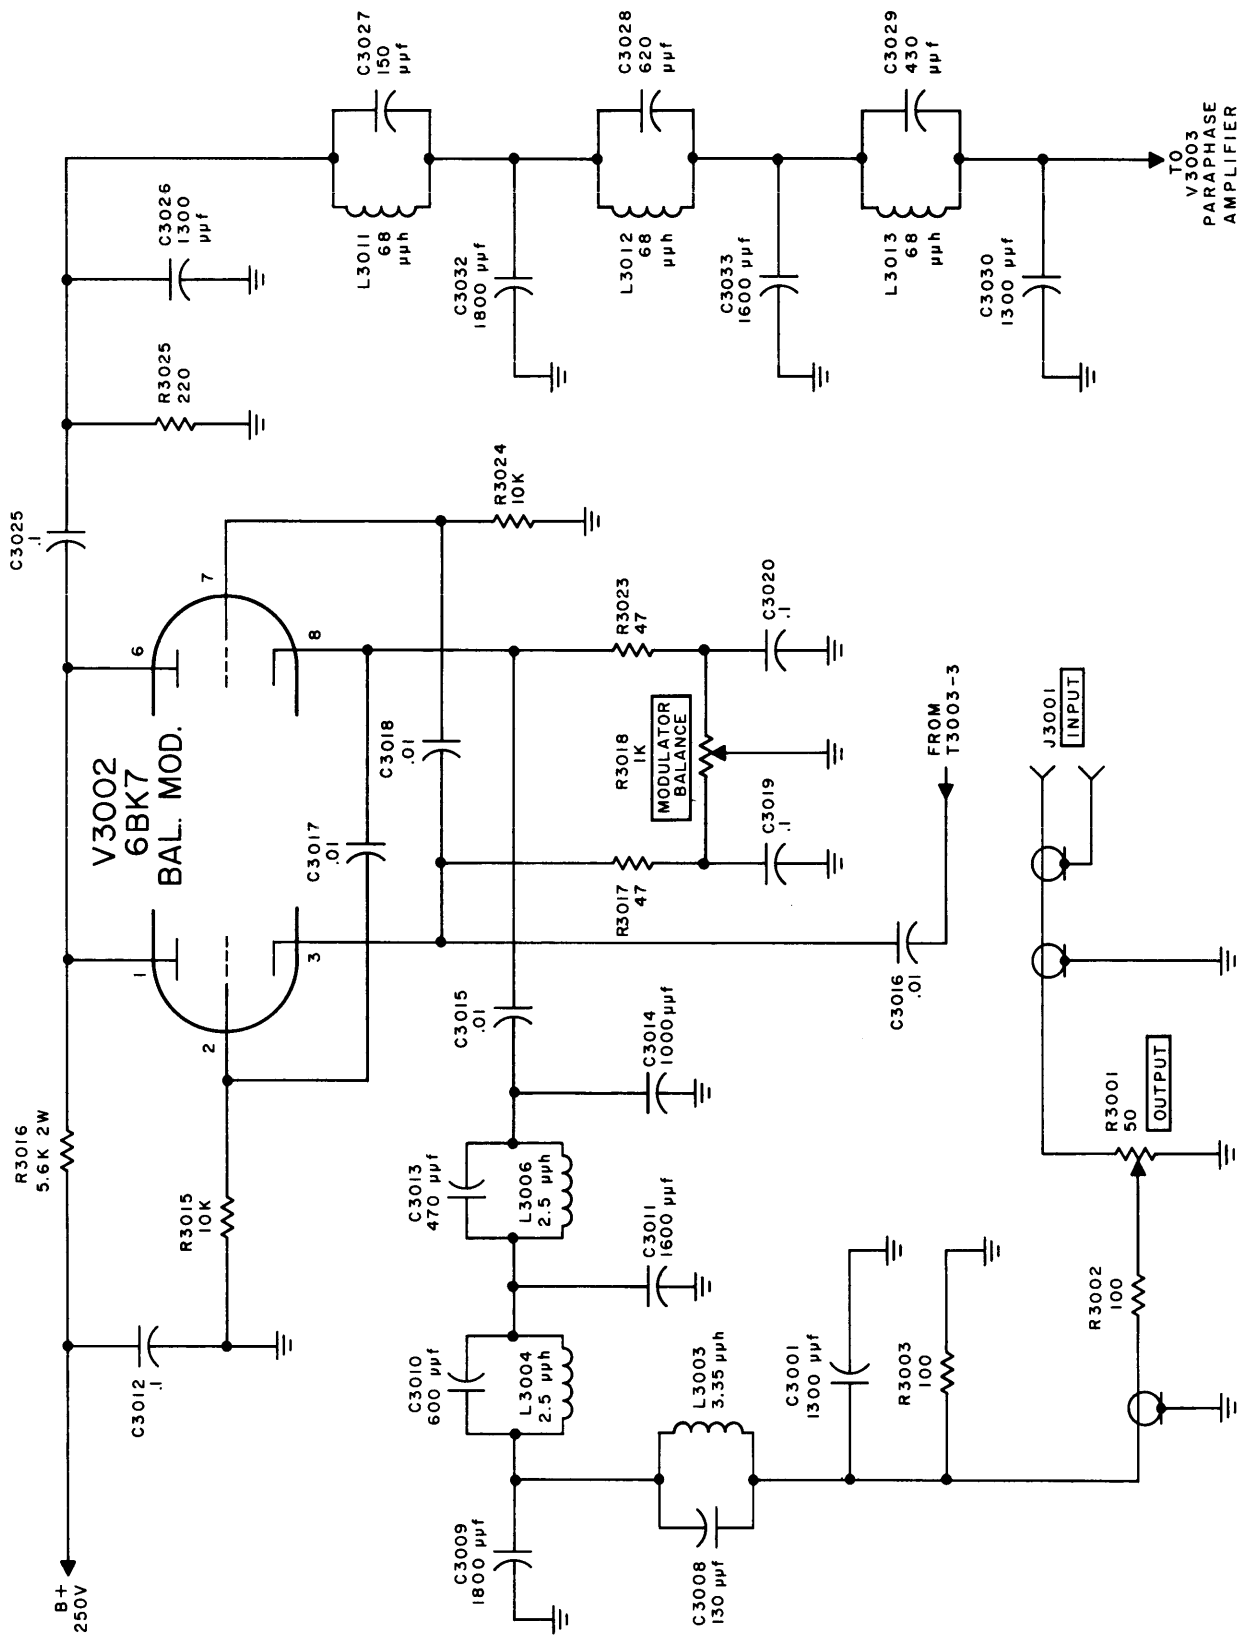 B+
250V
C3012
.1
R3015
10K
R3016
5.6K 2W
V3002
6BK7
BAL. MOD.
1
2
3
6
7
8
C3025
.1
R3025
220
C3026
1300
μμf
C3027
150
μμf
L3011
68
μμh
C3032
1800 μμf
C3028
620
μμf
L3012
68
μμh
C3033
1600 μμf
C3029
430
μμf
L3013
68
μμh
C3030
1300 μμf
TO
V3003
PARAPHASE
AMPLIFIER
C3017
.01
C3018
.01
R3024
10K
R3023
47
C3020
.1
R3018
1K
MODULATOR
BALANCE
R3017
47
C3019
.1
FROM
T3003-3
C3016
.01
C3015
.01
C3014
1000 μμf
C3013
470 μμf
L3006
2.5 μμh
C3011
1600 μμf
C3010
600 μμf
L3004
2.5 μμh
C3009
1800 μμf
C3008
130 μμf
L3003
3.35 μμh
C3001
1300 μμf
R3003
100
R3002
100
R3001
50
OUTPUT
J3001
INPUT